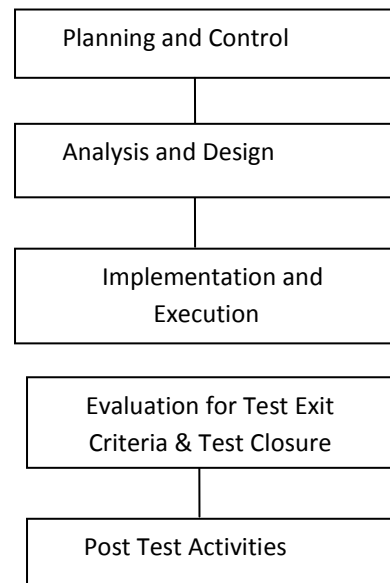 Planning and Control
Analysis and Design
Implementation and
Execution
Evaluation for Test Exit
Criteria & Test Closure
Post Test Activities